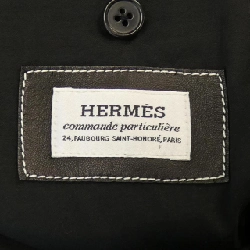 HERMÈS
commande particulière
24, FAUBOURG SAINT-HONORÉ, PARIS